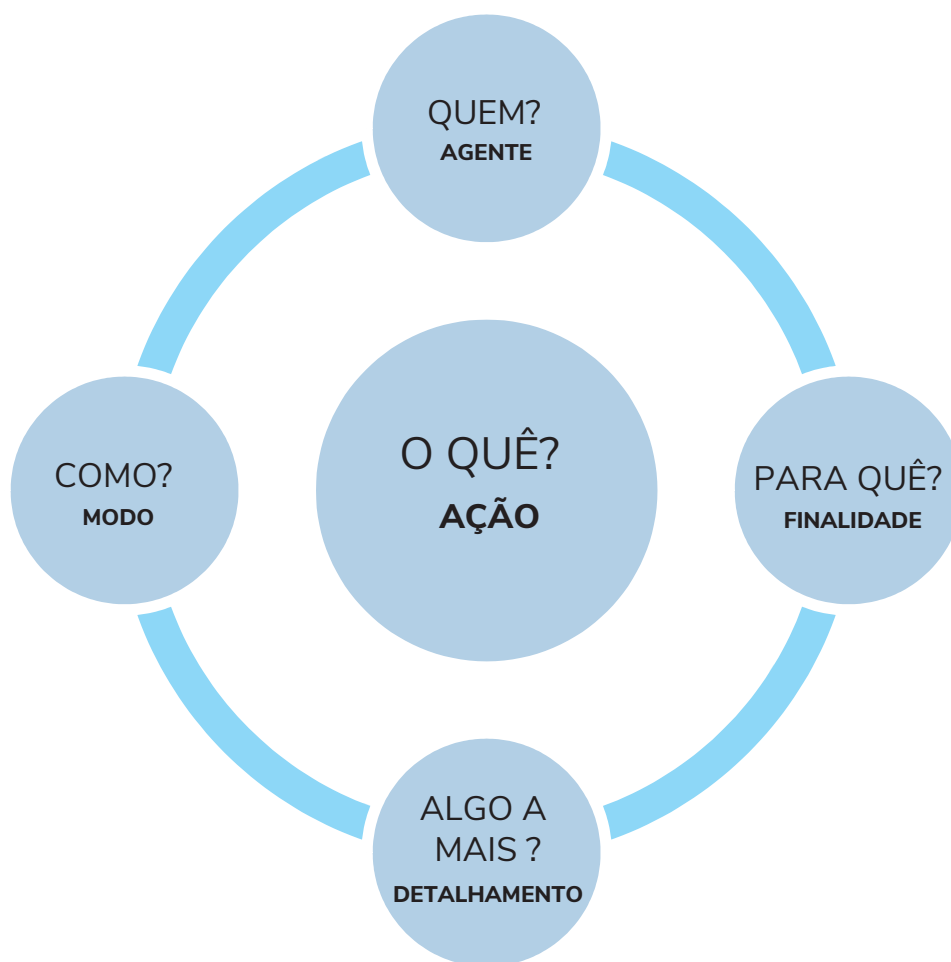 QUEM?
AGENTE
COMO?
MODO
O QUÊ?
AÇÃO
PARA QUÊ?
FINALIDADE
ALGO A
MAIS ?
DETALHAMENTO